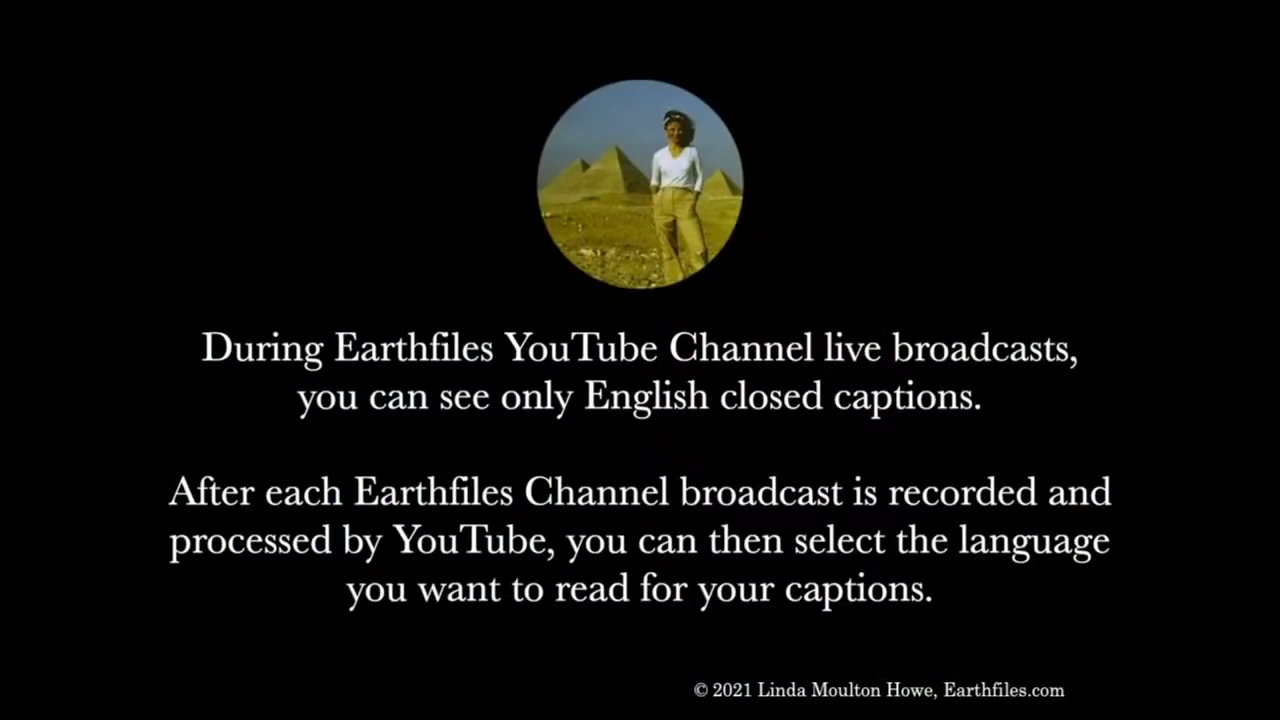 During Earthfiles YouTube Channel live broadcasts,
you can see only English closed captions.
After each Earthfiles Channel broadcast is recorded and
processed by YouTube, you can then select the language
you want to read for your captions.
© 2021 Linda Moulton Howe, Earthfiles.com